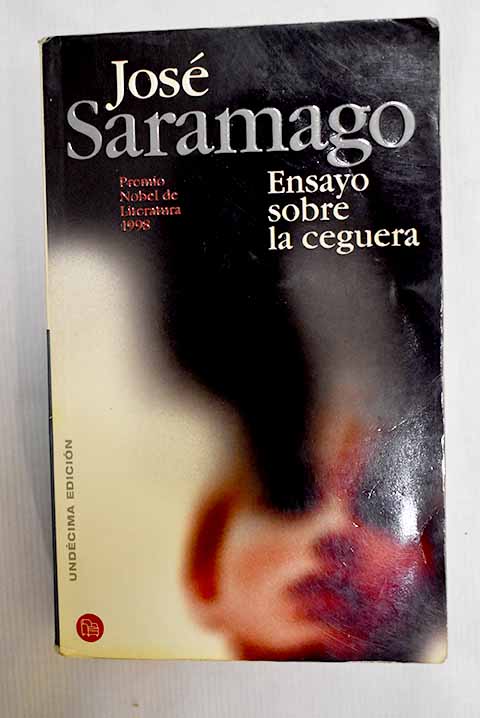 José
Saramago
Premio
Nobel de
Literatura
1998
Ensayo
sobre
la ceguera
UNDÉCIMA EDICIÓN